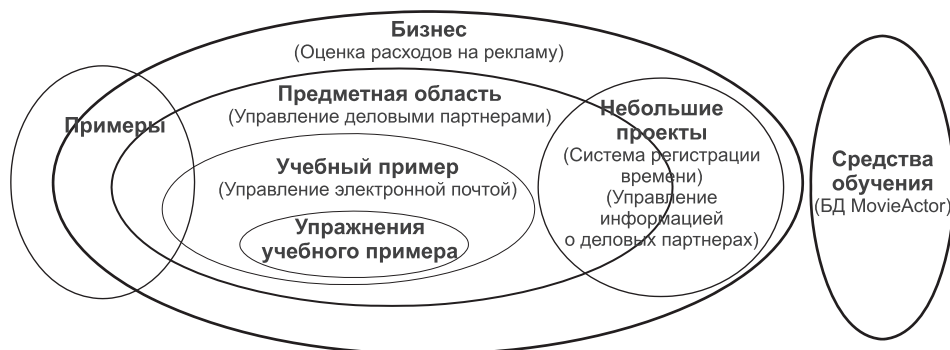 Бизнес
(Оценка расходов на рекламу)
Примеры
Предметная область
(Управление деловыми партнерами)
Учебный пример
(Управление электронной почтой)
Упражнения
учебного примера
Небольшие
проекты
(Система регистрации
времени)
(Управление
информацией
о деловых партнерах)
Средства
обучения
(БД MovieActor)